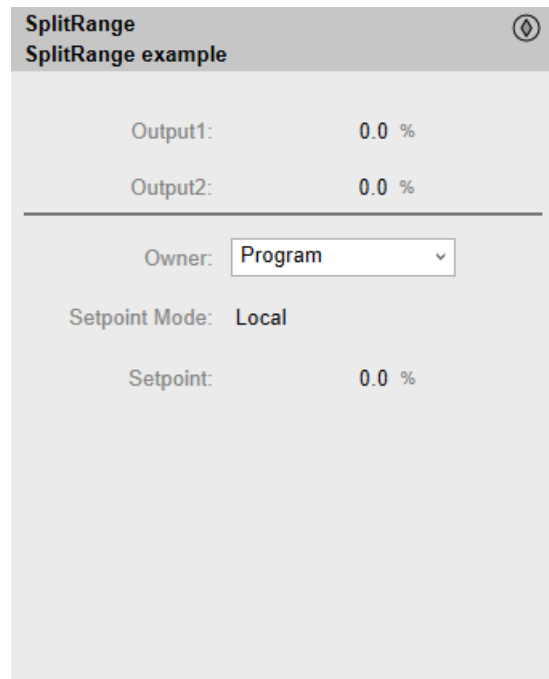 SplitRange
SplitRange example
Output1: 0.0 %
Output2: 0.0 %
Owner: Program
Setpoint Mode: Local
Setpoint: 0.0 %